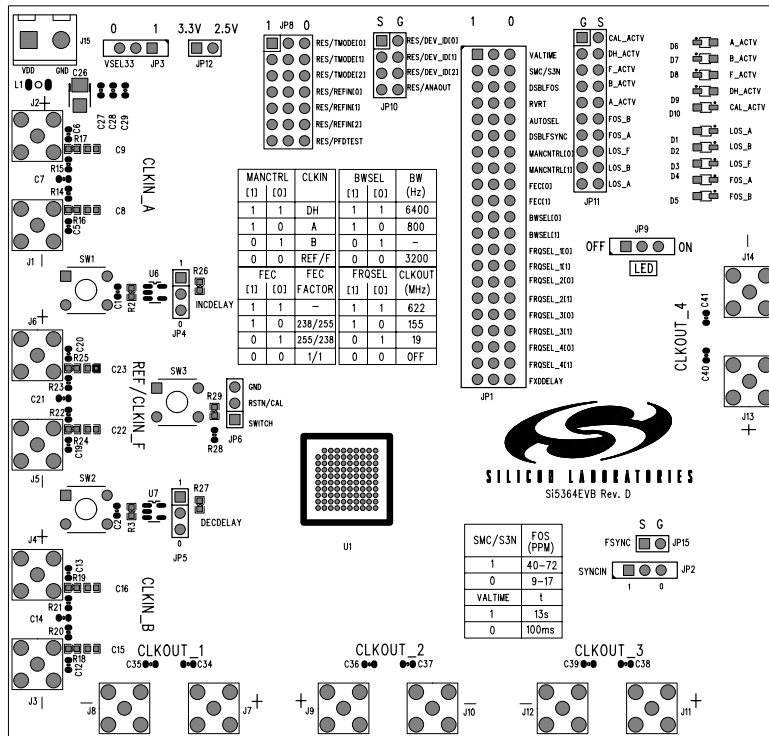 J15
VDD GND
0 1
VSEL33 JP3
3.3V 2.5V
JP12
L1
C26
C27
C28
C29
J2 +
C6
R17
C9
R15
C7
R14
C8
R16
C5
J1 —
CLKIN_A
1 JP8 0
RES/TMODE[0]
RES/TMODE[1]
RES/TMODE[2]
RES/REFIN[0]
RES/REFIN[1]
RES/REFIN[2]
RES/PFDTEST
S G
RES/DEV_ID[0]
RES/DEV_ID[1]
RES/DEV_ID[2]
RES/ANAOUT
JP10
1 0
VALTIME
SMC/S3N
DSBLFOS
RVRT
AUTOSEL
DSBLFSYNC
MANCNTRL[0]
MANCNTRL[1]
FEC[0]
FEC[1]
BWSEL[0]
BWSEL[1]
FRQSEL_1[0]
FRQSEL_1[1]
FRQSEL_2[0]
FRQSEL_2[1]
FRQSEL_3[0]
FRQSEL_3[1]
FRQSEL_4[0]
FRQSEL_4[1]
FXDDELAY
JP1
G S
CAL_ACTV
DH_ACTV
F_ACTV
B_ACTV
A_ACTV
FOS_B
FOS_A
LOS_F
LOS_B
LOS_A
JP11
D6 A_ACTV
D7 B_ACTV
D8 F_ACTV
DH_ACTV
D9 CAL_ACTV
D10
LOS_A
D1 LOS_B
D2
D3 LOS_F
D4 FOS_A
D5 FOS_B
JP9
OFF ON
LED
— J14
C41
CLKOUT_4
C40
J13
+
MANCTRL CLKIN BWSEL BW
[1] [0] [1] [0] (Hz)
1 1 DH 1 1 6400
1 0 A 1 0 800
0 1 B 0 1 –
0 0 REF/F 0 0 3200
FEC FEC FRQSEL CLKOUT
[1] [0] FACTOR [1] [0] (MHz)
1 1 – 1 1 622
1 0 238/255 1 0 155
0 1 255/238 0 1 19
0 0 1/1 0 0 OFF
SW1
C1
R2
U6
1
R26
INCDELAY
0
JP4
J6 +
C20
R25
C23
R23
C21
R22
C22
R24
C19
J5 —
REF/CLKIN_F
SW3
R29
R28
GND
RSTN/CAL
SWITCH
JP6
SW2
C2
R3
U7
1
R27
DECDELAY
0
JP5
U1
SILICON LABORATORIES
Si5364EVB Rev. D
J4 +
C13
R19
C16
R21
C14
R20
C15
R18
C12
J3 —
CLKIN_B
SMC/S3N FOS (PPM)
1 40–72
0 9–17
VALTIME t
1 13s
0 100ms
S G
FSYNC JP15
SYNCIN JP2
1 0
CLKOUT_1
C35 C34
— J8 J7 +
CLKOUT_2
C36 C37
+ J9 J10 —
CLKOUT_3
C39 C38
— J12 J11 +